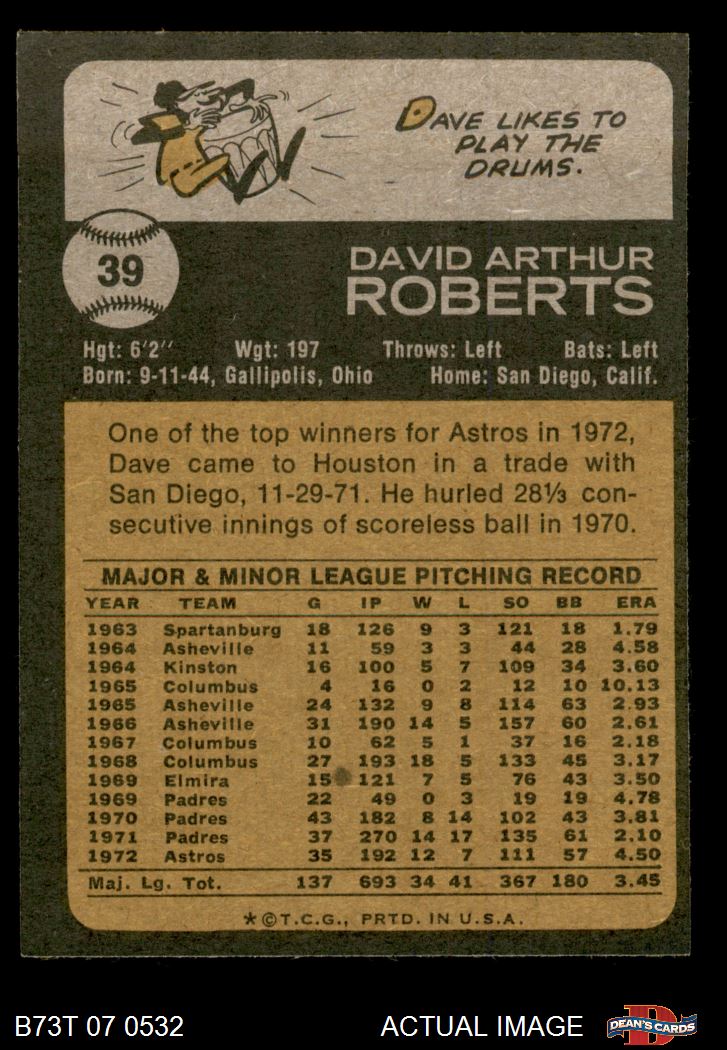 DAVE LIKES TO
PLAY THE
DRUMS.
39
DAVID ARTHUR
ROBERTS
Hgt: 6'2" Wgt: 197 Throws: Left Bats: Left
Born: 9-11-44, Gallipolis, Ohio Home: San Diego, Calif.
One of the top winners for Astros in 1972,
Dave came to Houston in a trade with
San Diego, 11-29-71. He hurled 28⅓ con-
secutive innings of scoreless ball in 1970.
MAJOR & MINOR LEAGUE PITCHING RECORD
YEAR TEAM G IP W L SO BB ERA
1963 Spartanburg 18 126 9 3 121 18 1.79
1964 Asheville 11 59 3 3 44 28 4.58
1964 Kinston 16 100 5 7 109 34 3.60
1965 Columbus 4 16 0 2 12 10 10.13
1965 Asheville 24 132 9 8 114 63 2.93
1966 Asheville 31 190 14 5 157 60 2.61
1967 Columbus 10 62 5 1 37 16 2.18
1968 Columbus 27 193 18 5 133 45 3.17
1969 Elmira 15 121 7 5 76 43 3.50
1969 Padres 22 49 0 3 19 19 4.78
1970 Padres 43 182 8 14 102 43 3.81
1971 Padres 37 270 14 17 135 61 2.10
1972 Astros 35 192 12 7 111 57 4.50
Maj. Lg. Tot. 137 693 34 41 367 180 3.45
*©T.C.G., PRTD. IN U.S.A.
B73T 07 0532 ACTUAL IMAGE D DEAN'S CARDS